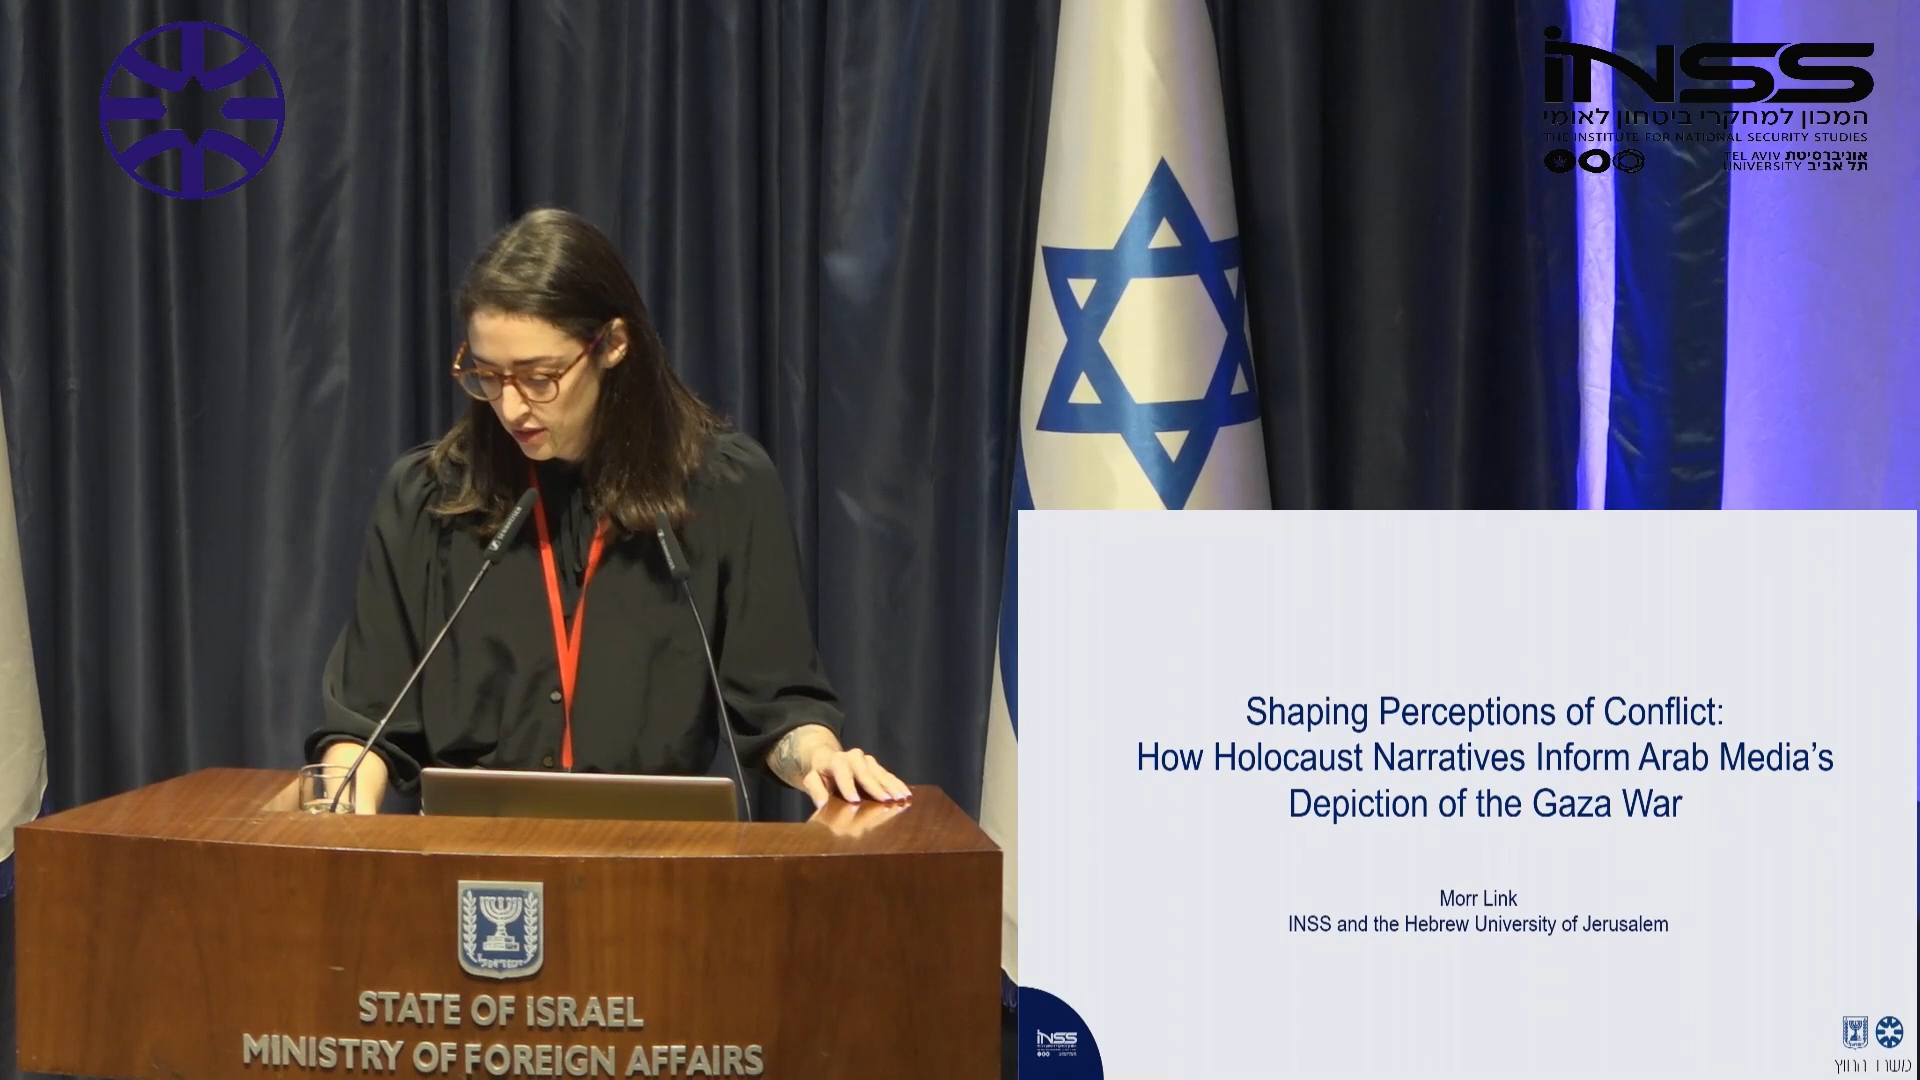 iNSS
המכון למחקרי ביטחון לאומי
THE INSTITUTE FOR NATIONAL SECURITY STUDIES
TEL AVIV אוניברסיטת
UNIVERSITY תל אביב
Shaping Perceptions of Conflict:
How Holocaust Narratives Inform Arab Media’s
Depiction of the Gaza War
Morr Link
INSS and the Hebrew University of Jerusalem
ישראל
STATE OF iSRAEL
MINISTRY OF FOREIGN AFFAIRS
iNSS
משרד החוץ